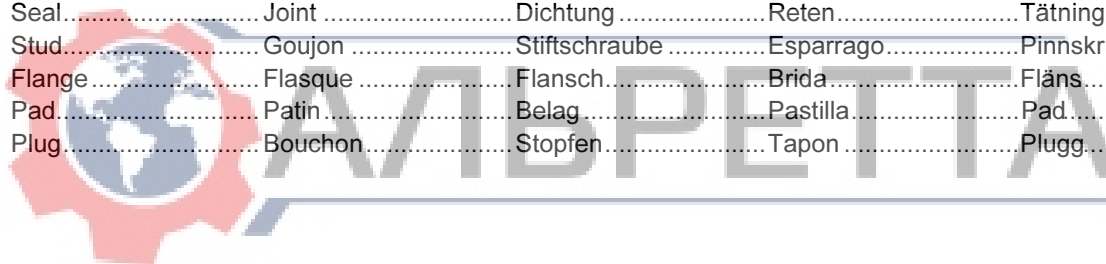 Seal..........................Joint ..........................Dichtung ......................Reten..........................Tätning
Stud..........................Goujon ......................Stiftschraube ...............Esparrago...................Pinnskr
Flange.......................Flasque ......................Flansch......................Brida...........................Fläns...
Pad............................Patin ..........................Belag..........................Pastilla.......................Pad.....
Plug...........................Bouchon.....................Stopfen.......................Tapon .........................Plugg...
АЛЬРЕТТА